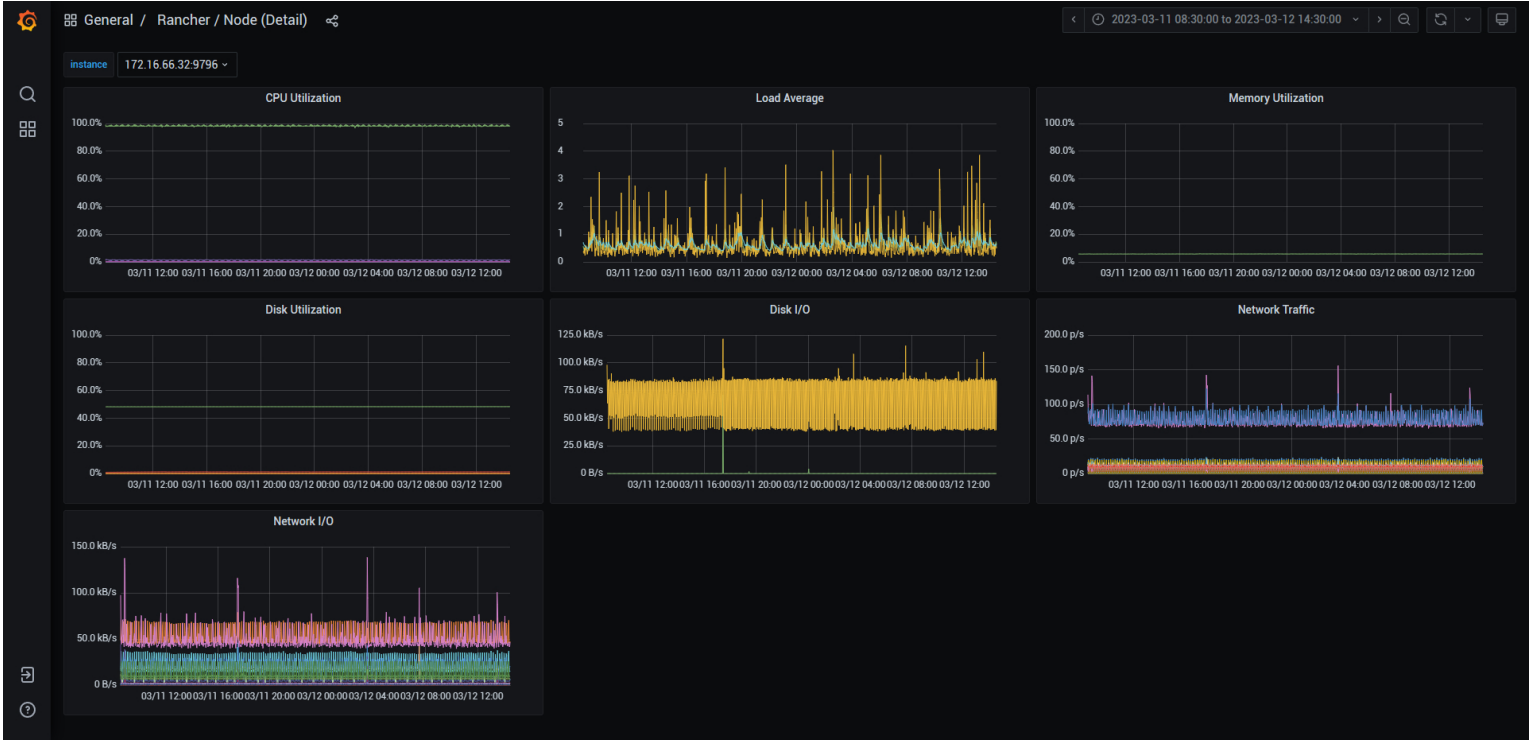 General / Rancher / Node (Detail)
2023-03-11 08:30:00 to 2023-03-12 14:30:00
instance 172.16.66.32:9796
CPU Utilization
100.0%
80.0%
60.0%
40.0%
20.0%
0%
03/11 12:00 03/11 16:00 03/11 20:00 03/12 00:00 03/12 04:00 03/12 08:00 03/12 12:00
Load Average
5
4
3
2
1
0
03/11 12:00 03/11 16:00 03/11 20:00 03/12 00:00 03/12 04:00 03/12 08:00 03/12 12:00
Memory Utilization
100.0%
80.0%
60.0%
40.0%
20.0%
0%
03/11 12:00 03/11 16:00 03/11 20:00 03/12 00:00 03/12 04:00 03/12 08:00 03/12 12:00
Disk Utilization
100.0%
80.0%
60.0%
40.0%
20.0%
0%
03/11 12:00 03/11 16:00 03/11 20:00 03/12 00:00 03/12 04:00 03/12 08:00 03/12 12:00
Disk I/O
125.0 kB/s
100.0 kB/s
75.0 kB/s
50.0 kB/s
25.0 kB/s
0 B/s
03/11 12:00 03/11 16:00 03/11 20:00 03/12 00:00 03/12 04:00 03/12 08:00 03/12 12:00
Network Traffic
200.0 p/s
150.0 p/s
100.0 p/s
50.0 p/s
0 p/s
03/11 12:00 03/11 16:00 03/11 20:00 03/12 00:00 03/12 04:00 03/12 08:00 03/12 12:00
Network I/O
150.0 kB/s
100.0 kB/s
50.0 kB/s
0 B/s
03/11 12:00 03/11 16:00 03/11 20:00 03/12 00:00 03/12 04:00 03/12 08:00 03/12 12:00